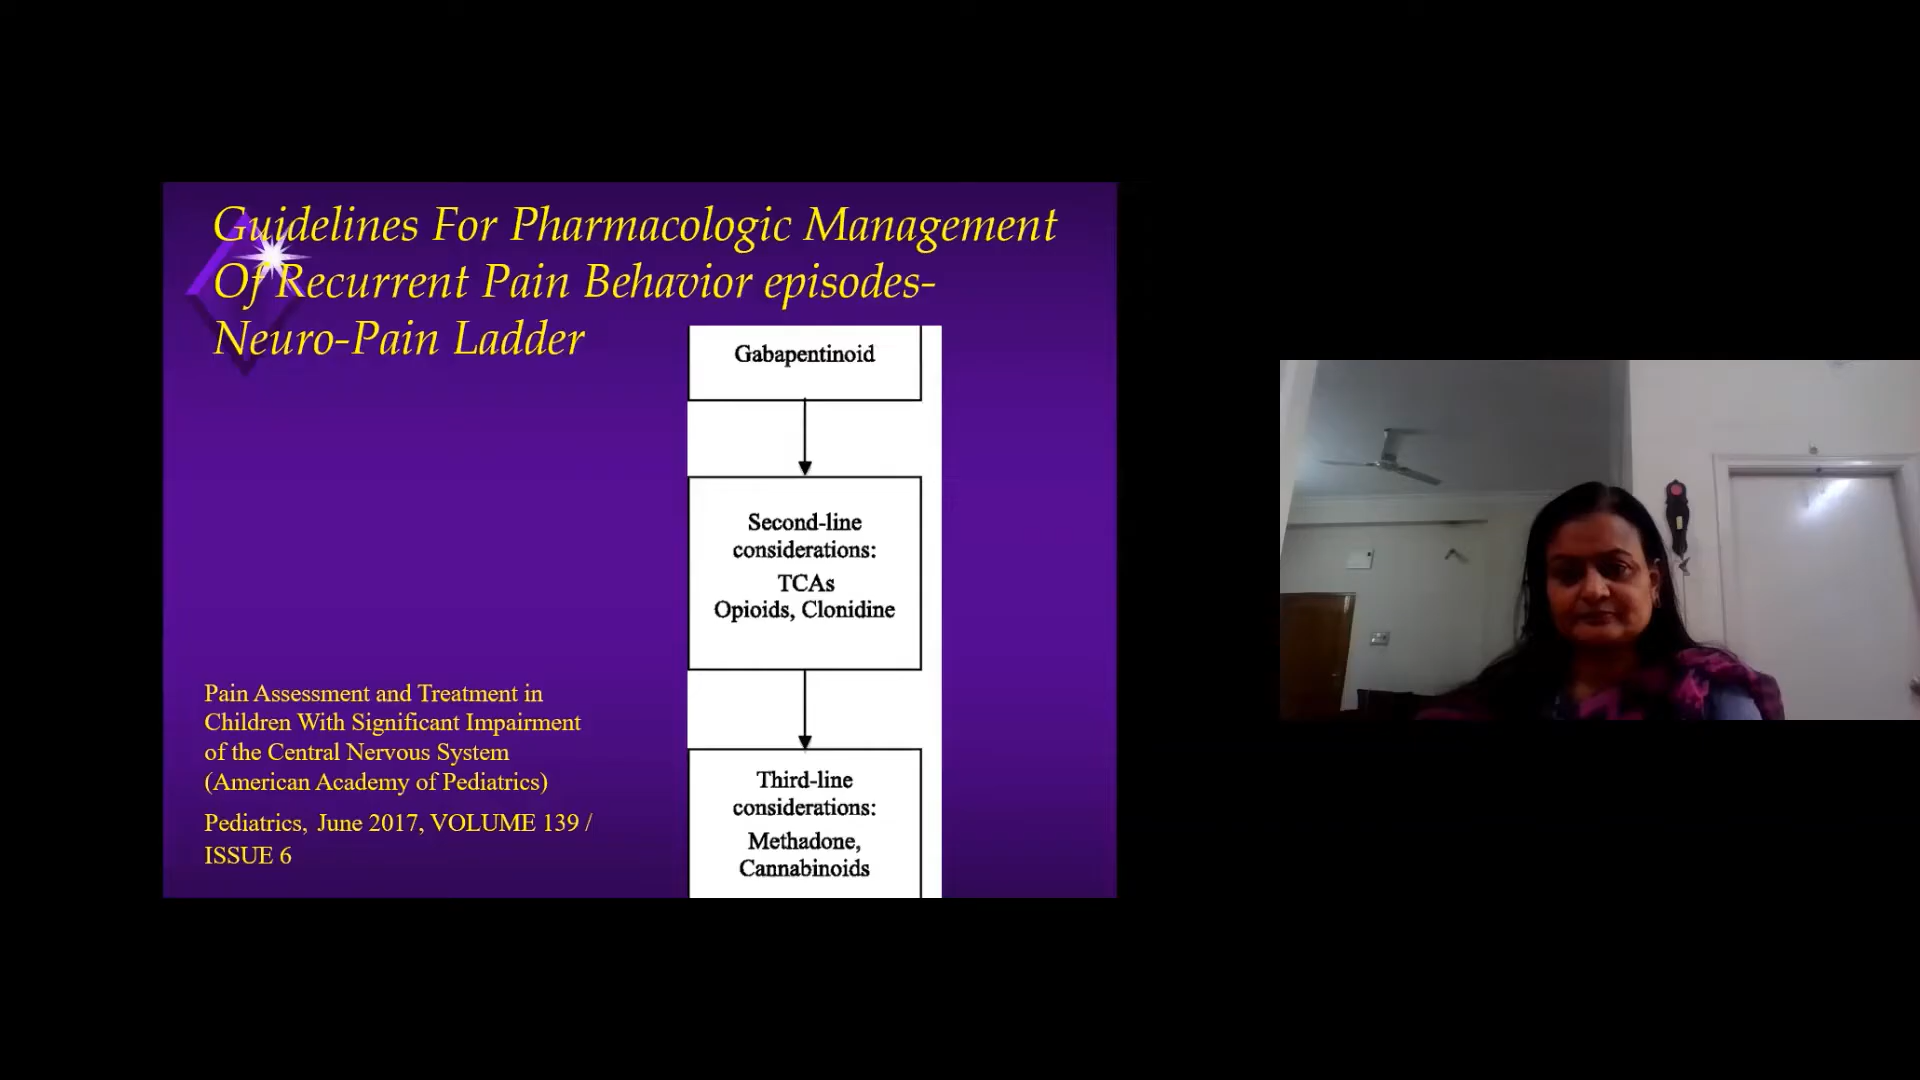 Guidelines For Pharmacologic Management
Of Recurrent Pain Behavior episodes-
Neuro-Pain Ladder
Gabapentinoid
Second-line
considerations:
TCAs
Opioids, Clonidine
Third-line
considerations:
Methadone,
Cannabinoids
Pain Assessment and Treatment in
Children With Significant Impairment
of the Central Nervous System
(American Academy of Pediatrics)
Pediatrics, June 2017, VOLUME 139 /
ISSUE 6